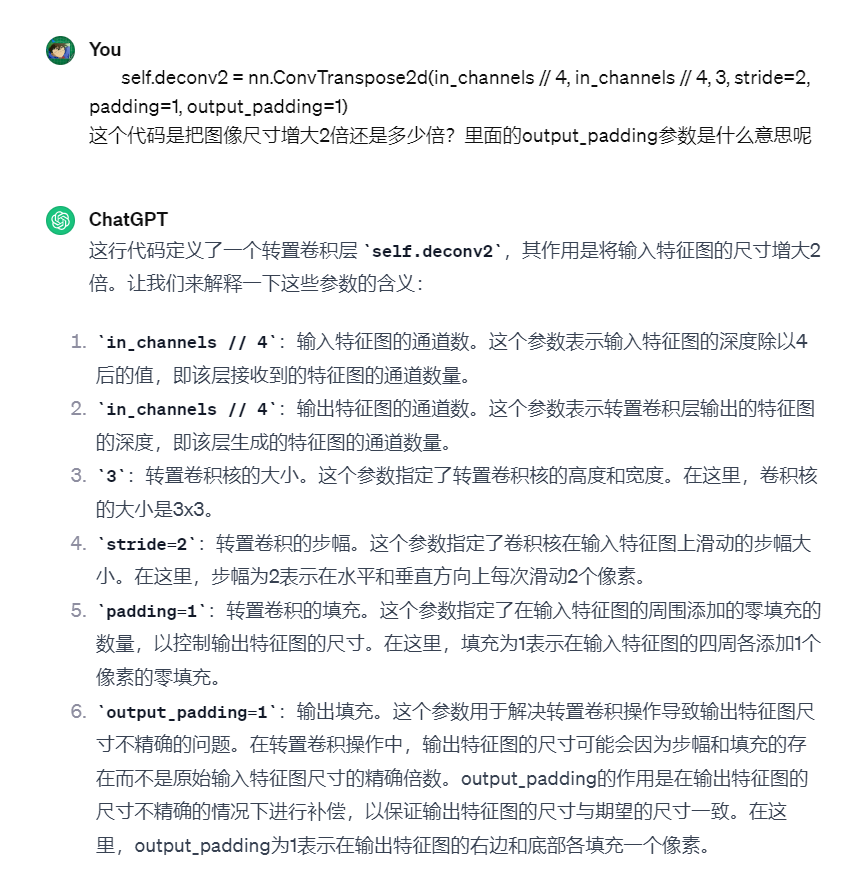 You
self.deconv2 = nn.ConvTranspose2d(in_channels // 4, in_channels // 4, 3, stride=2,
padding=1, output_padding=1)
这个代码是把图像尺寸增大2倍还是多少倍？里面的output_padding参数是什么意思呢
ChatGPT
这行代码定义了一个转置卷积层 `self.deconv2`，其作用是将输入特征图的尺寸增大2
倍。让我们来解释一下这些参数的含义：
1. `in_channels // 4`：输入特征图的通道数。这个参数表示输入特征图的深度除以4
后的值，即该层接收到的特征图的通道数量。
2. `in_channels // 4`：输出特征图的通道数。这个参数表示转置卷积层输出的特征图
的深度，即该层生成的特征图的通道数量。
3. `3`：转置卷积核的大小。这个参数指定了转置卷积核的高度和宽度。在这里，卷积核
的大小是3x3。
4. `stride=2`：转置卷积的步幅。这个参数指定了卷积核在输入特征图上滑动的步幅大
小。在这里，步幅为2表示在水平和垂直方向上每次滑动2个像素。
5. `padding=1`：转置卷积的填充。这个参数指定了在输入特征图的周围添加的零填充的
数量，以控制输出特征图的尺寸。在这里，填充为1表示在输入特征图的四周各添加1个
像素的零填充。
6. `output_padding=1`：输出填充。这个参数用于解决转置卷积操作导致输出特征图尺
寸不精确的问题。在转置卷积操作中，输出特征图的尺寸可能会因为步幅和填充的存
在而不是原始输入特征图尺寸的精确倍数。output_padding的作用是在输出特征图的
尺寸不精确的情况下进行补偿，以保证输出特征图的尺寸与期望的尺寸一致。在这
里，output_padding为1表示在输出特征图的右边和底部各填充一个像素。